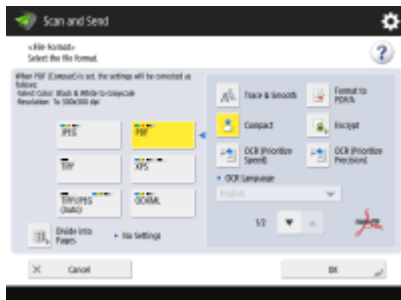 Scan and Send
<File Format>
Select the file format.
When PDF (Compact) is set, the settings will be corrected as
follows:
-Select Color: Black & White to Grayscale
-Resolution: To 300x300 dpi
JPEG
PDF
TIFF
XPS
TIFF/JPEG
(Auto)
OOXML
Divide into
Pages
No Settings
Trace & Smooth
Format to
PDF/A
Compact
Encrypt
OCR (Prioritize
Speed)
OCR (Prioritize
Precision)
OCR Language
English
1/2
Cancel
OK